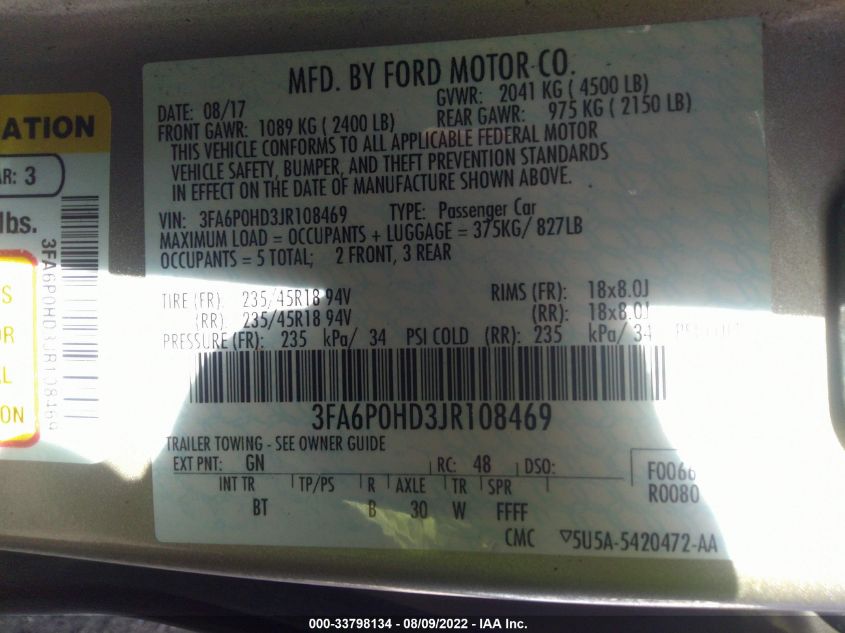 MFD. BY FORD MOTOR CO.
DATE: 08/17 GVWR: 2041 KG ( 4500 LB)
FRONT GAWR: 1089 KG ( 2400 LB) REAR GAWR: 975 KG ( 2150 LB)
THIS VEHICLE CONFORMS TO ALL APPLICABLE FEDERAL MOTOR
VEHICLE SAFETY, BUMPER, AND THEFT PREVENTION STANDARDS
IN EFFECT ON THE DATE OF MANUFACTURE SHOWN ABOVE.
VIN: 3FA6P0HD3JR108469 TYPE: Passenger Car
MAXIMUM LOAD = OCCUPANTS + LUGGAGE = 375KG/ 827LB
OCCUPANTS = 5 TOTAL; 2 FRONT, 3 REAR
TIRE (FR): 235/45R18 94V RIMS (FR): 18x8.0J
(RR): 235/45R18 94V (RR): 18x8.0J
PRESSURE (FR): 235 kPa/ 34 PSI COLD (RR): 235 kPa/ 34 PSI COLD
3FA6P0HD3JR108469
TRAILER TOWING - SEE OWNER GUIDE
EXT PNT: GN RC: 48 DSO:
INT TR TP/PS R AXLE TR SPR
BT B 30 W FFFF
F0066
R0080
CMC ▽5U5A-5420472-AA
ATION
AR: 3
lbs.
3FA6P0HD3JR108469
S
OR
AL
ION
000-33798134 - 08/09/2022 - IAA Inc.